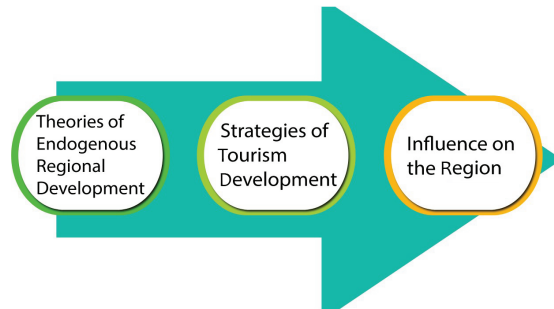 Theories of
Endogenous
Regional
Development
Strategies of
Tourism
Development
Influence on
the Region